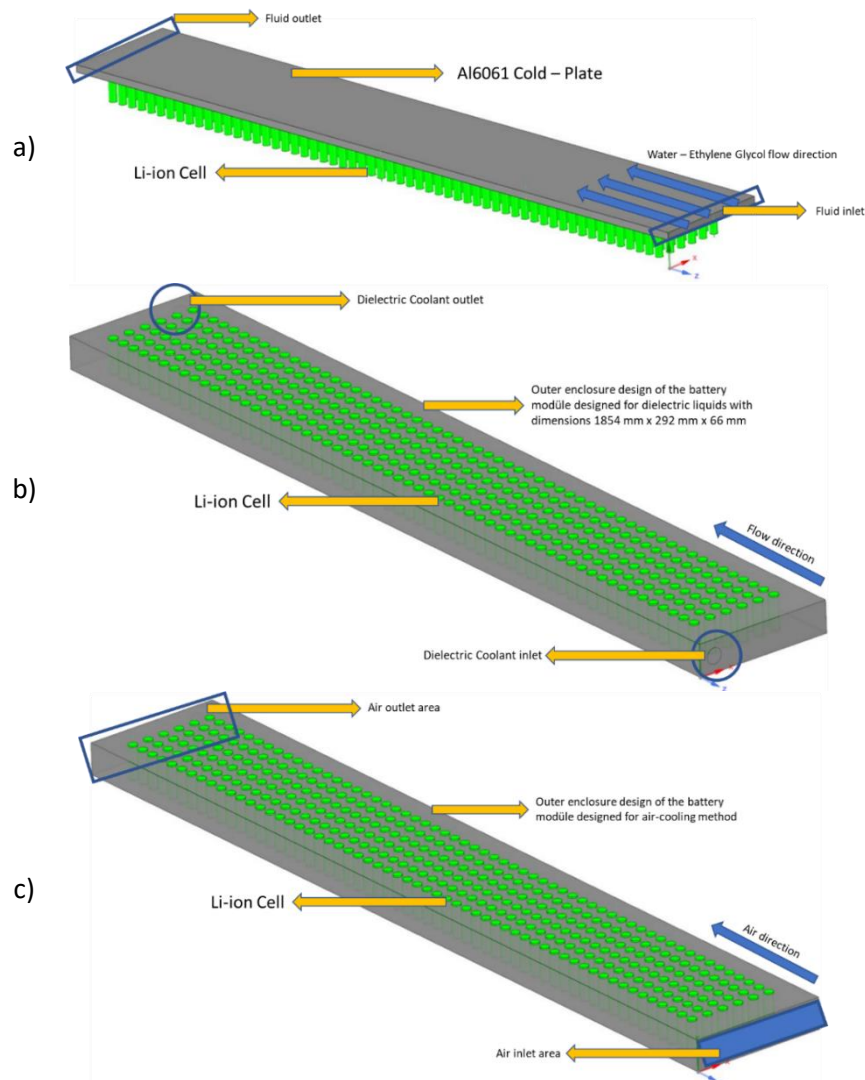 Fluid outlet
Al6061 Cold – Plate
a)
Water – Ethylene Glycol flow direction
Li-ion Cell
Fluid inlet
x
z
Dielectric Coolant outlet
Outer enclosure design of the battery
modüle designed for dielectric liquids with
dimensions 1854 mm x 292 mm x 66 mm
b)
Li-ion Cell
Flow direction
Dielectric Coolant inlet
z
Air outlet area
Outer enclosure design of the battery
modüle designed for air-cooling method
c)
Li-ion Cell
Air direction
Air inlet area